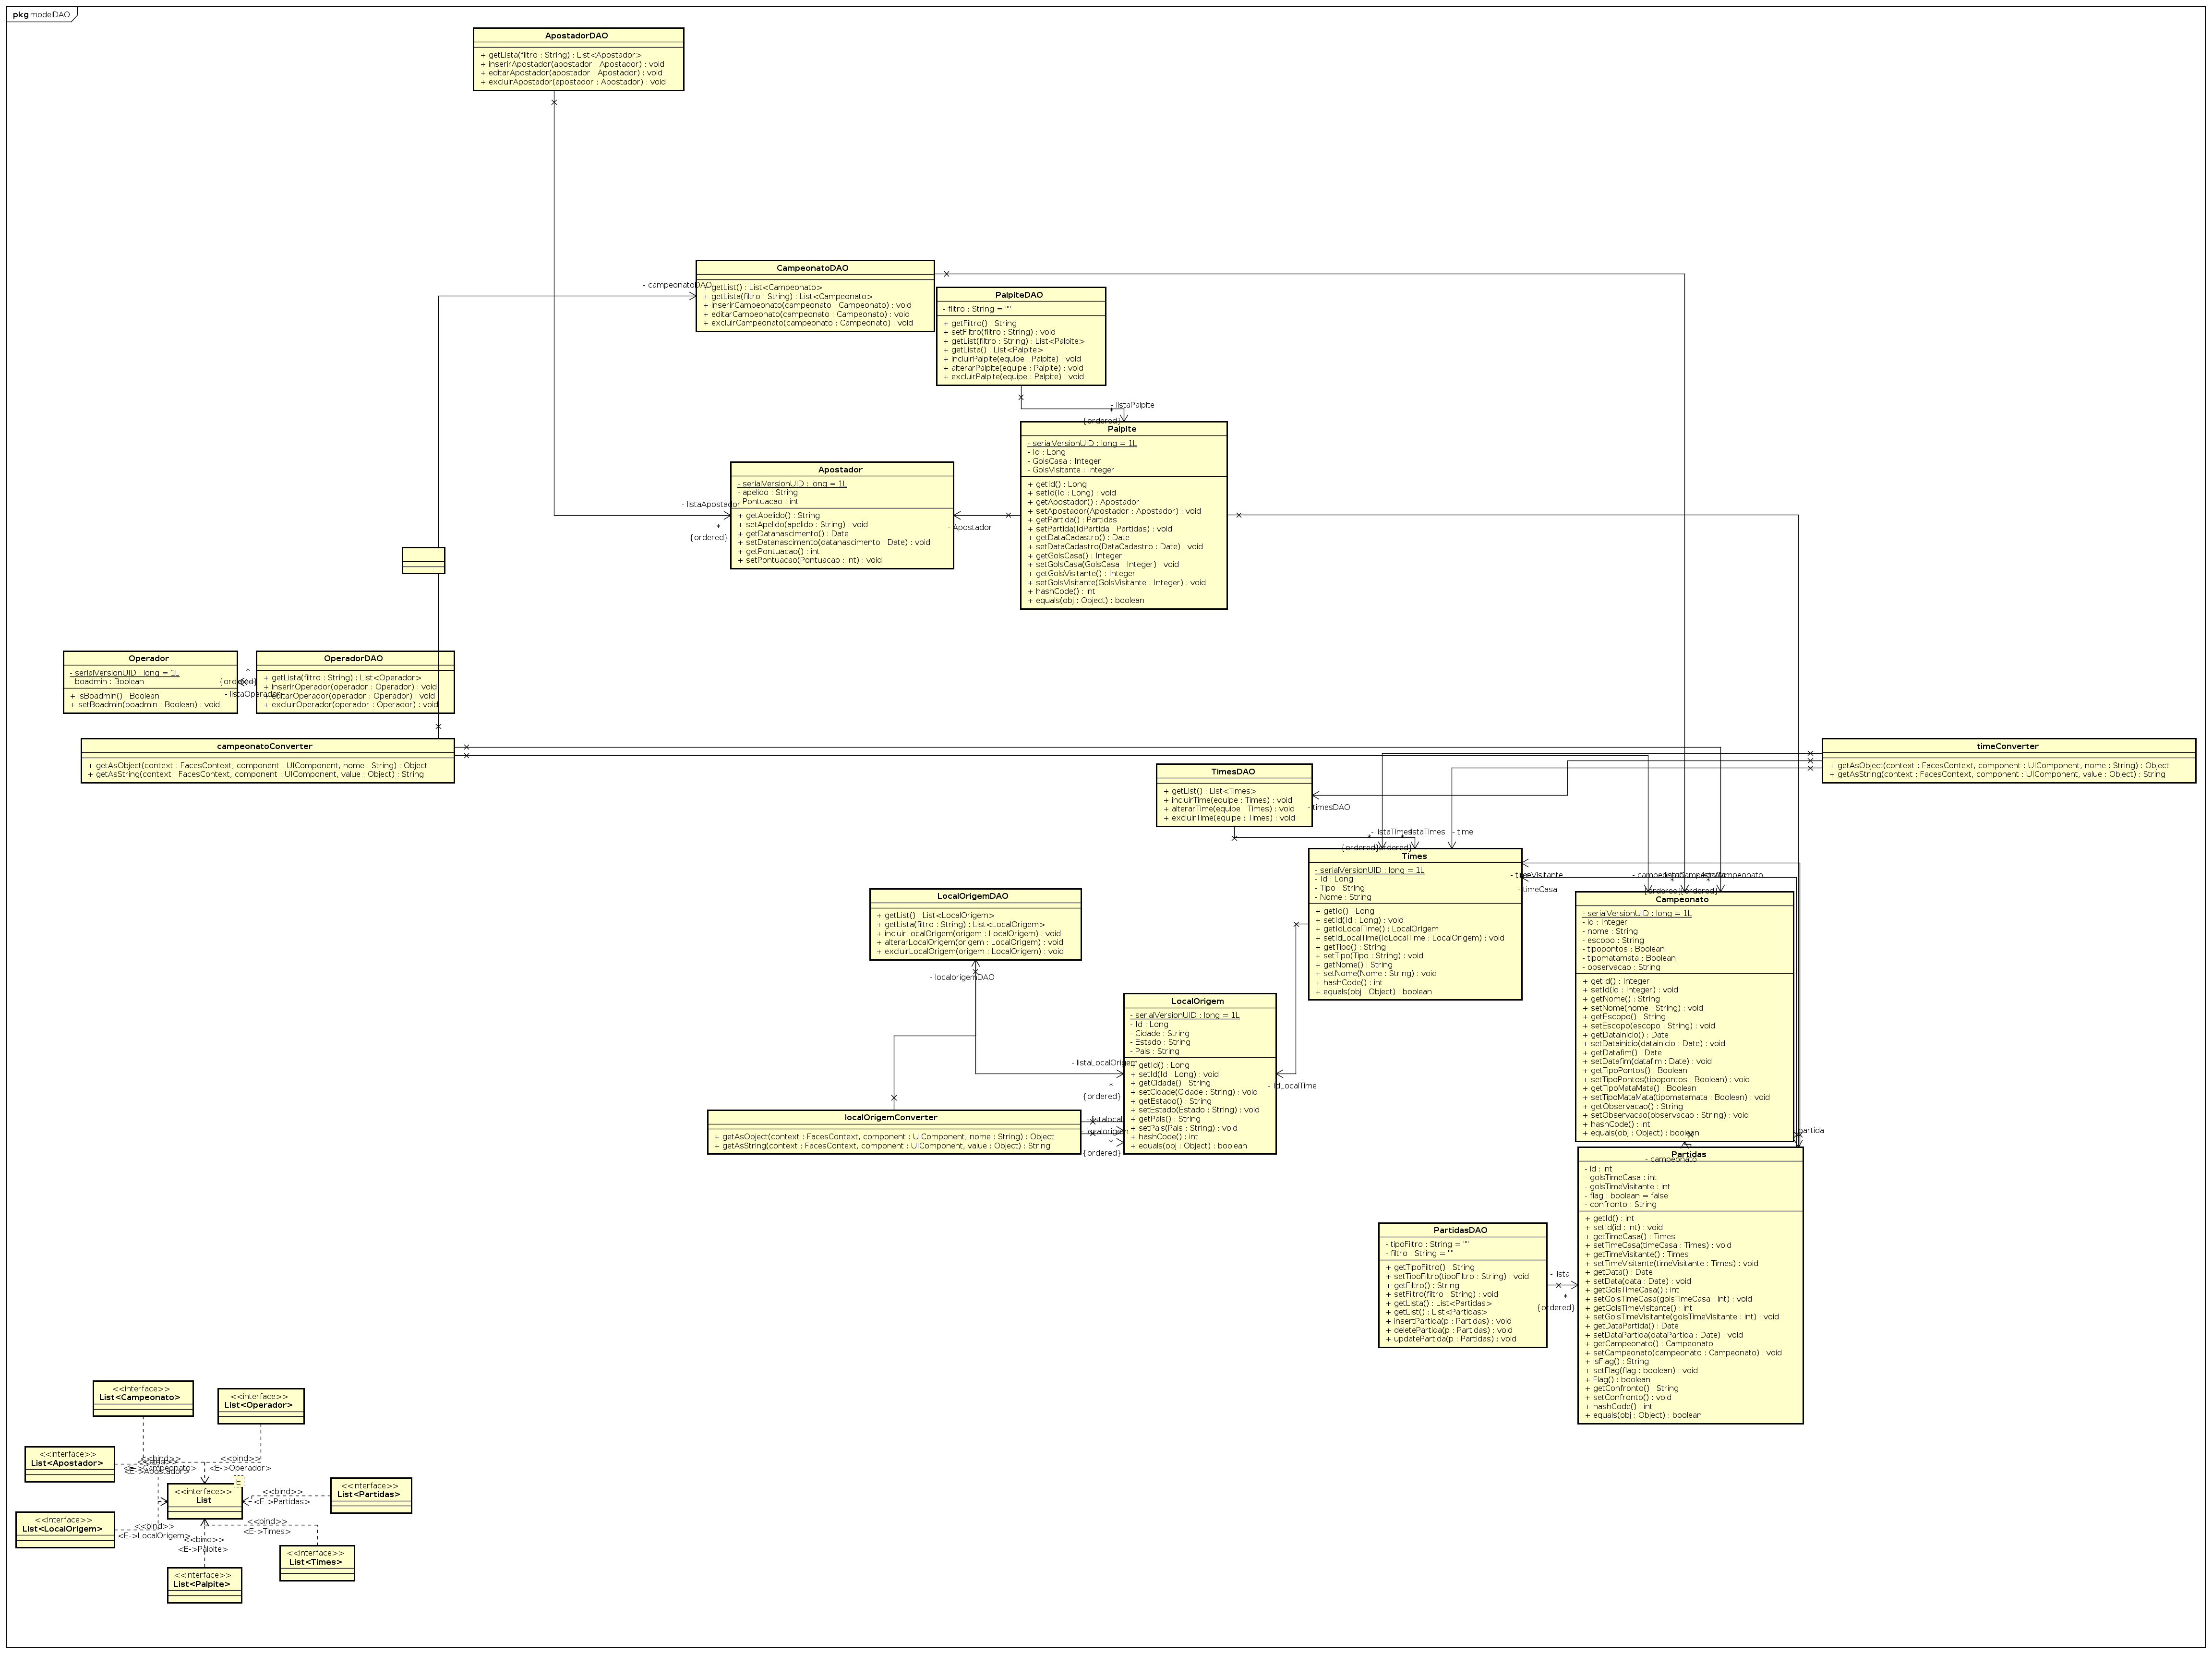 pkg modelDAO
ApostadorDAO
+ getLista(filtro : String) : List<Apostador>
+ inserirApostador(apostador : Apostador) : void
+ editarApostador(apostador : Apostador) : void
+ excluirApostador(apostador : Apostador) : void
CampeonatoDAO
- campeonatoDAO
+ getList() : List<Campeonato>
+ getLista(filtro : String) : List<Campeonato>
+ inserirCampeonato(campeonato : Campeonato) : void
+ editarCampeonato(campeonato : Campeonato) : void
+ excluirCampeonato(campeonato : Campeonato) : void
PalpiteDAO
- filtro : String = ""
+ getFiltro() : String
+ setFiltro(filtro : String) : void
+ getList(filtro : String) : List<Palpite>
+ getLista() : List<Palpite>
+ incluirPalpite(equipe : Palpite) : void
+ alterarPalpite(equipe : Palpite) : void
+ excluirPalpite(equipe : Palpite) : void
- listaPalpite
*
{ordered}
Palpite
- serialVersionUID : long = 1L
- Id : Long
- GolsCasa : Integer
- GolsVisitante : Integer
+ getId() : Long
+ setId(Id : Long) : void
+ getApostador() : Apostador
+ setApostador(Apostador : Apostador) : void
+ getPartida() : Partidas
+ setPartida(IdPartida : Partidas) : void
+ getDataCadastro() : Date
+ setDataCadastro(DataCadastro : Date) : void
+ getGolsCasa() : Integer
+ setGolsCasa(GolsCasa : Integer) : void
+ getGolsVisitante() : Integer
+ setGolsVisitante(GolsVisitante : Integer) : void
+ hashCode() : int
+ equals(obj : Object) : boolean
Apostador
- serialVersionUID : long = 1L
- apelido : String
- Pontuacao : int
+ getApelido() : String
+ setApelido(apelido : String) : void
+ getDatanascimento() : Date
+ setDatanascimento(datanascimento : Date) : void
+ getPontuacao() : int
+ setPontuacao(Pontuacao : int) : void
- listaApostador
*
{ordered}
- Apostador
Operador
- serialVersionUID : long = 1L
- boadmin : Boolean
+ isBoadmin() : Boolean
+ setBoadmin(boadmin : Boolean) : void
*
{ordered}
- listaOperador
OperadorDAO
+ getLista(filtro : String) : List<Operador>
+ inserirOperador(operador : Operador) : void
+ editarOperador(operador : Operador) : void
+ excluirOperador(operador : Operador) : void
campeonatoConverter
+ getAsObject(context : FacesContext, component : UIComponent, nome : String) : Object
+ getAsString(context : FacesContext, component : UIComponent, value : Object) : String
timeConverter
+ getAsObject(context : FacesContext, component : UIComponent, nome : String) : Object
+ getAsString(context : FacesContext, component : UIComponent, value : Object) : String
TimesDAO
+ getList() : List<Times>
+ incluirTime(equipe : Times) : void
+ alterarTime(equipe : Times) : void
+ excluirTime(equipe : Times) : void
- timesDAO
- listaTimes
- listaTimes
- time
*
*
{ordered}
{ordered}
Times
- serialVersionUID : long = 1L
- Id : Long
- Tipo : String
- Nome : String
+ getId() : Long
+ setId(Id : Long) : void
+ getIdLocalTime() : LocalOrigem
+ setIdLocalTime(IdLocalTime : LocalOrigem) : void
+ getTipo() : String
+ setTipo(Tipo : String) : void
+ getNome() : String
+ setNome(Nome : String) : void
+ hashCode() : int
+ equals(obj : Object) : boolean
- timeVisitante
- timeCasa
- campeonato
- listaCampeonato
- listaCampeonato
*
*
{ordered}
{ordered}
Campeonato
- serialVersionUID : long = 1L
- id : Integer
- nome : String
- escopo : String
- tipopontos : Boolean
- tipomatamata : Boolean
- observacao : String
+ getId() : Integer
+ setId(id : Integer) : void
+ getNome() : String
+ setNome(nome : String) : void
+ getEscopo() : String
+ setEscopo(escopo : String) : void
+ getDatainicio() : Date
+ setDatainicio(datainicio : Date) : void
+ getDatafim() : Date
+ setDatafim(datafim : Date) : void
+ getTipoPontos() : Boolean
+ setTipoPontos(tipopontos : Boolean) : void
+ getTipoMataMata() : Boolean
+ setTipoMataMata(tipomatamata : Boolean) : void
+ getObservacao() : String
+ setObservacao(observacao : String) : void
+ hashCode() : int
+ equals(obj : Object) : boolean
- partida
- campeonato
LocalOrigemDAO
+ getList() : List<LocalOrigem>
+ getLista(filtro : String) : List<LocalOrigem>
+ incluirLocalOrigem(origem : LocalOrigem) : void
+ alterarLocalOrigem(origem : LocalOrigem) : void
+ excluirLocalOrigem(origem : LocalOrigem) : void
- localorigemDAO
LocalOrigem
- serialVersionUID : long = 1L
- Id : Long
- Cidade : String
- Estado : String
- Pais : String
+ getId() : Long
+ setId(Id : Long) : void
+ getCidade() : String
+ setCidade(Cidade : String) : void
+ getEstado() : String
+ setEstado(Estado : String) : void
+ getPais() : String
+ setPais(Pais : String) : void
+ hashCode() : int
+ equals(obj : Object) : boolean
- listaLocalOrigem
*
{ordered}
- IdLocalTime
localOrigemConverter
+ getAsObject(context : FacesContext, component : UIComponent, nome : String) : Object
+ getAsString(context : FacesContext, component : UIComponent, value : Object) : String
- listalocal
- localorigem
*
{ordered}
Partidas
- id : int
- golsTimeCasa : int
- golsTimeVisitante : int
- flag : boolean = false
- confronto : String
+ getId() : int
+ setId(id : int) : void
+ getTimeCasa() : Times
+ setTimeCasa(timeCasa : Times) : void
+ getTimeVisitante() : Times
+ setTimeVisitante(timeVisitante : Times) : void
+ getData() : Date
+ setData(data : Date) : void
+ getGolsTimeCasa() : int
+ setGolsTimeCasa(golsTimeCasa : int) : void
+ getGolsTimeVisitante() : int
+ setGolsTimeVisitante(golsTimeVisitante : int) : void
+ getDataPartida() : Date
+ setDataPartida(dataPartida : Date) : void
+ getCampeonato() : Campeonato
+ setCampeonato(campeonato : Campeonato) : void
+ isFlag() : String
+ setFlag(flag : boolean) : void
+ Flag() : boolean
+ getConfronto() : String
+ setConfronto() : void
+ hashCode() : int
+ equals(obj : Object) : boolean
PartidasDAO
- tipoFiltro : String = ""
- filtro : String = ""
+ getTipoFiltro() : String
+ setTipoFiltro(tipoFiltro : String) : void
+ getFiltro() : String
+ setFiltro(filtro : String) : void
+ getLista() : List<Partidas>
+ getList() : List<Partidas>
+ insertPartida(p : Partidas) : void
+ deletePartida(p : Partidas) : void
+ updatePartida(p : Partidas) : void
- lista
*
{ordered}
<<interface>>
List<Campeonato>
<<interface>>
List<Operador>
<<interface>>
List<Apostador>
<<bind>>
<E->Campeonato>
<<bind>>
<E->Apostador>
<<bind>>
<E->Operador>
E
<<interface>>
List
<<bind>>
<E->Partidas>
<<interface>>
List<Partidas>
<<interface>>
List<LocalOrigem>
<<bind>>
<E->LocalOrigem>
<<bind>>
<E->Palpite>
<<bind>>
<E->Times>
<<interface>>
List<Times>
<<interface>>
List<Palpite>